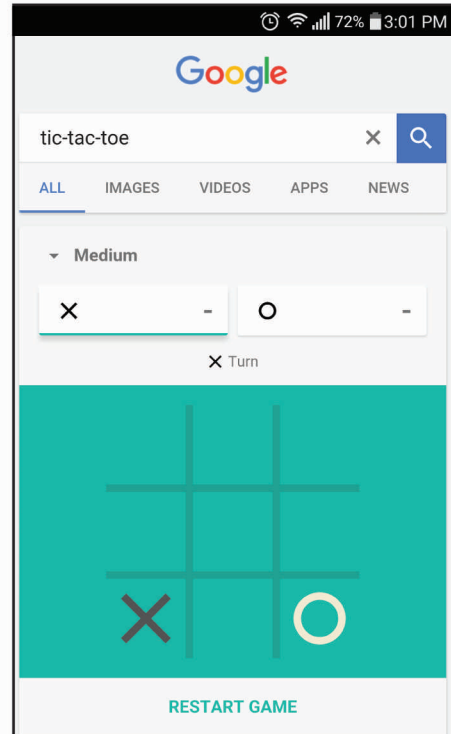 72% 3:01 PM
Google
tic-tac-toe
ALL IMAGES VIDEOS APPS NEWS
Medium
X - O -
X Turn
X O
RESTART GAME